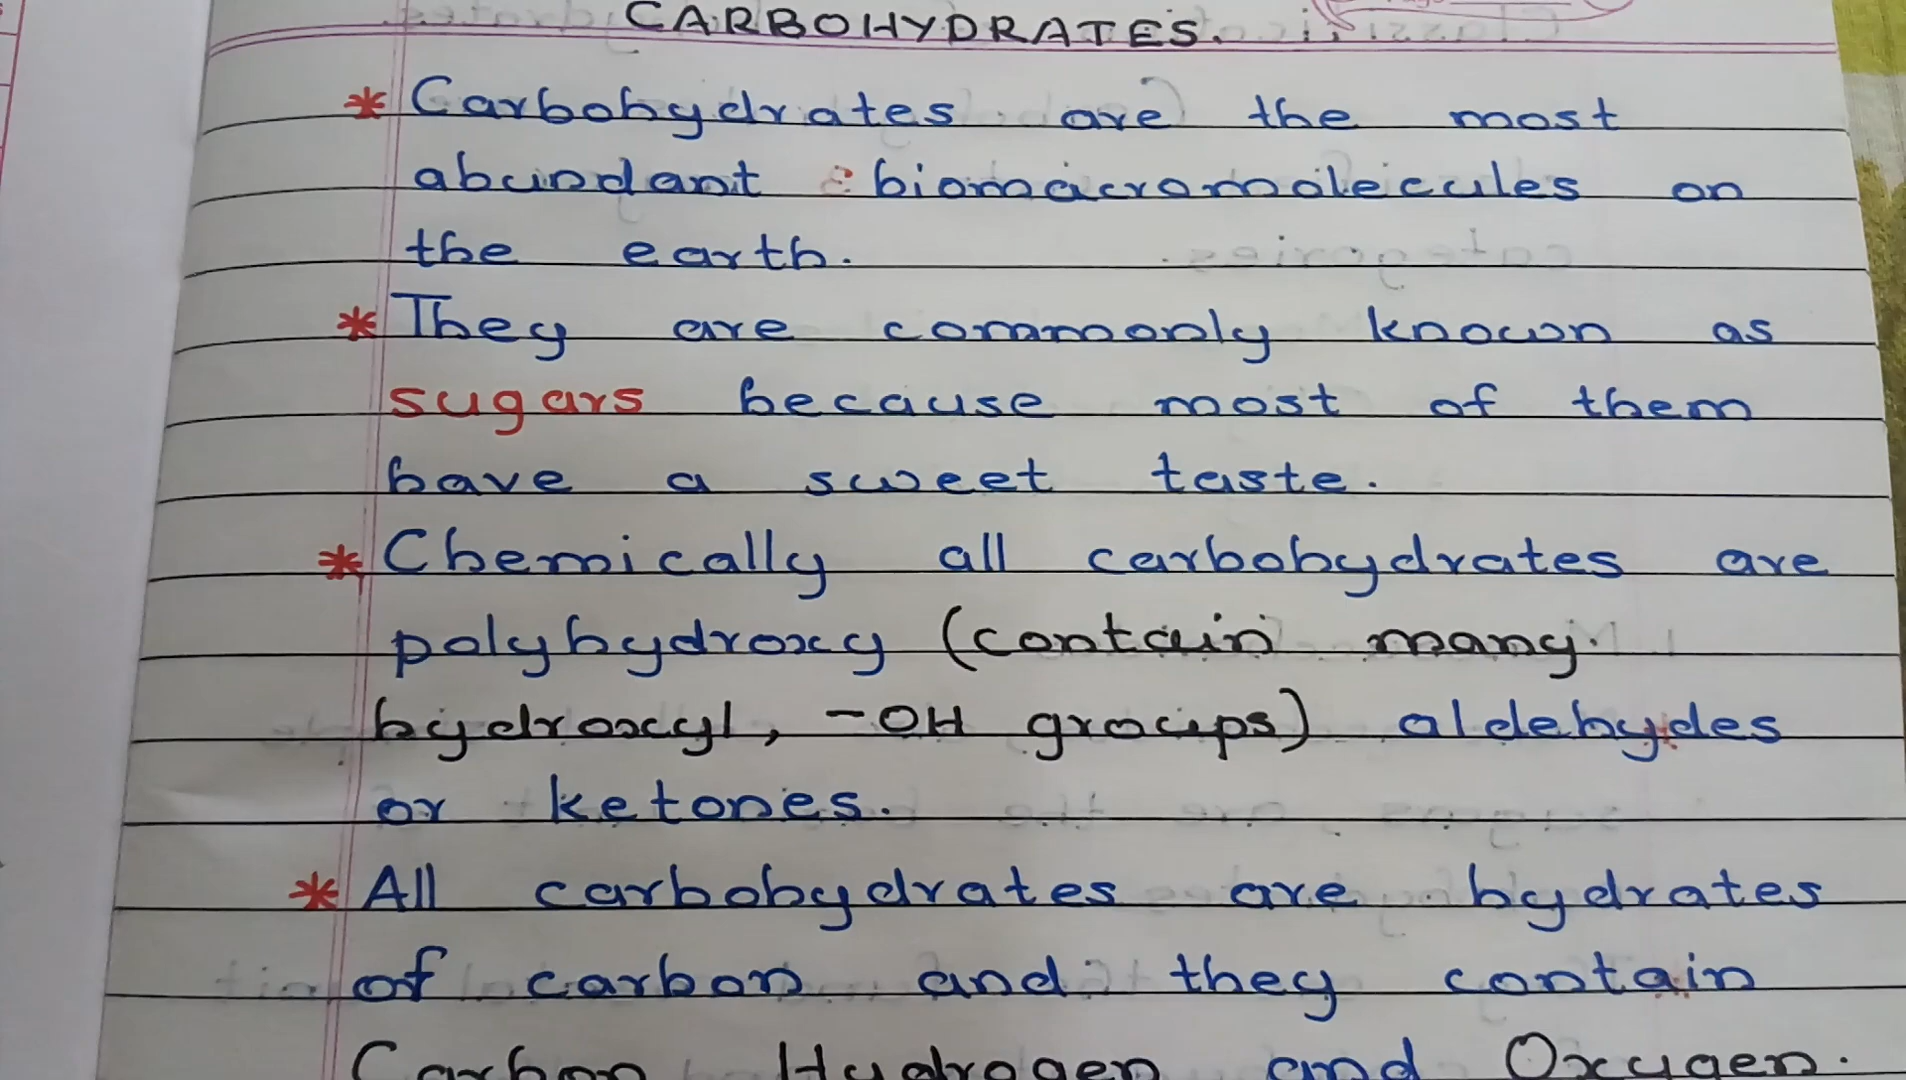 CARBOHYDRATES.
* Carbohydrates are the most
abundant biomacromolecules on
the earth.
* They are commonly known as
sugars because most of them
have a sweet taste.
* Chemically all carbohydrates are
polyhydroxy (contain many
hydroxyl, -OH groups) aldehydes
or ketones.
* All carbohydrates are hydrates
of carbon and they contain
Carbon Hydrogen and Oxygen.